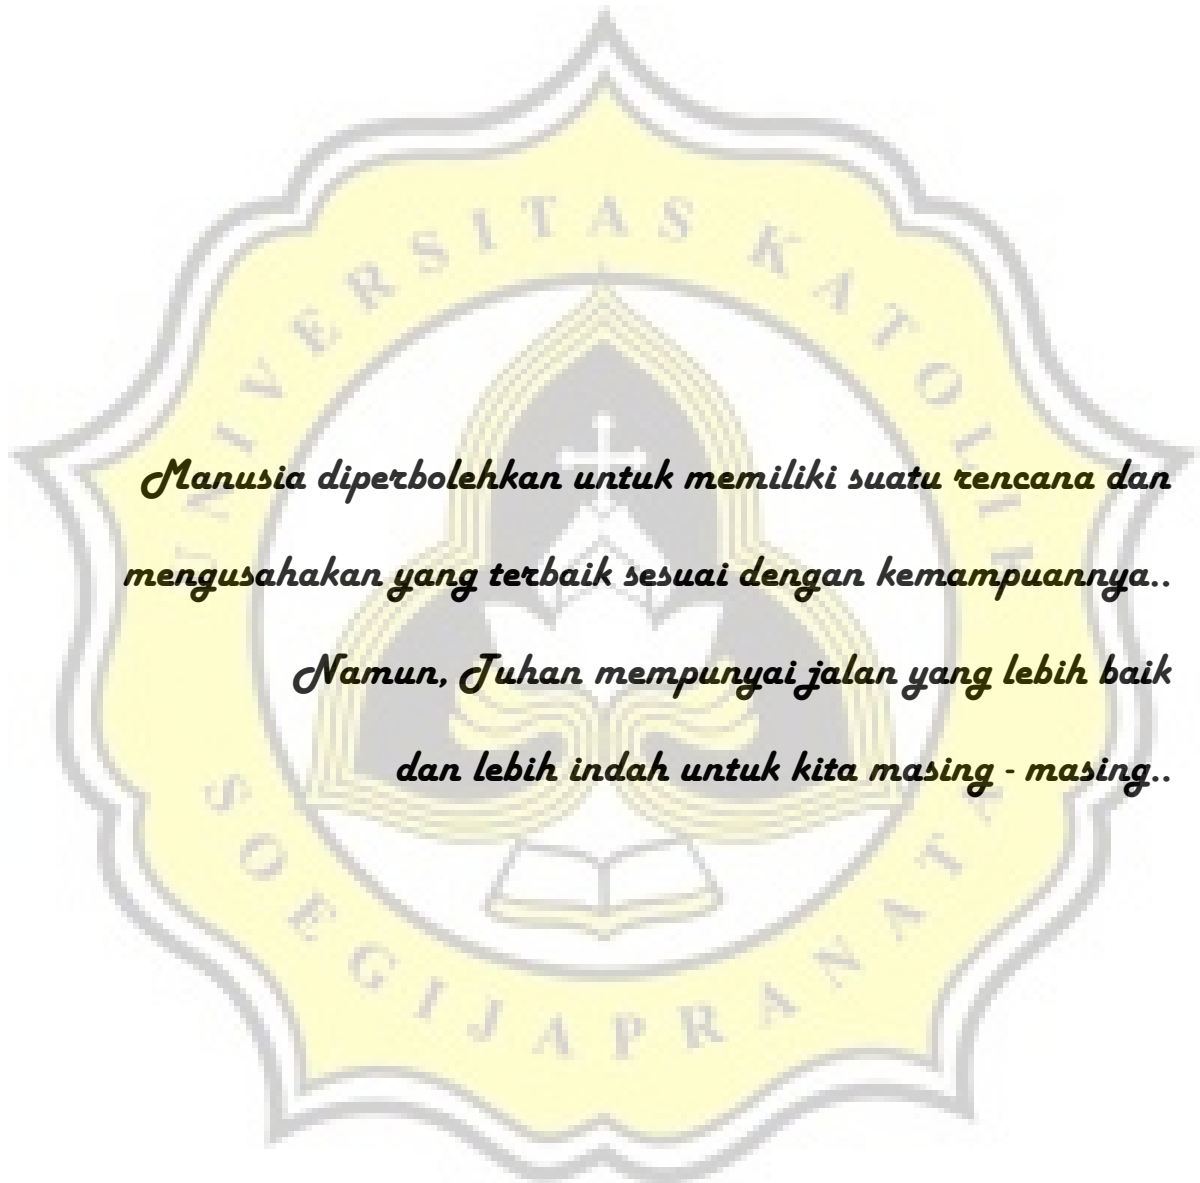 UNIVERSITAS KATOLIK
Manusia diperbolehkan untuk memiliki suatu rencana dan
mengusahakan yang terbaik sesuai dengan kemampuannya..
Namun, Tuhan mempunyai jalan yang lebih baik
dan lebih indah untuk kita masing - masing..
SOEGIJAPRANATA